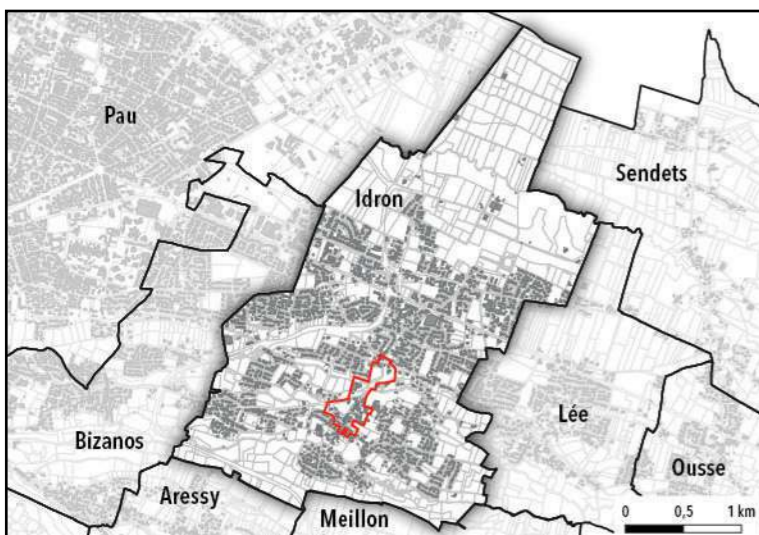 Pau
Sendets
Idron
Lée
Bizanos
Ousse
Aressy
Meillon
0 0,5 1 km